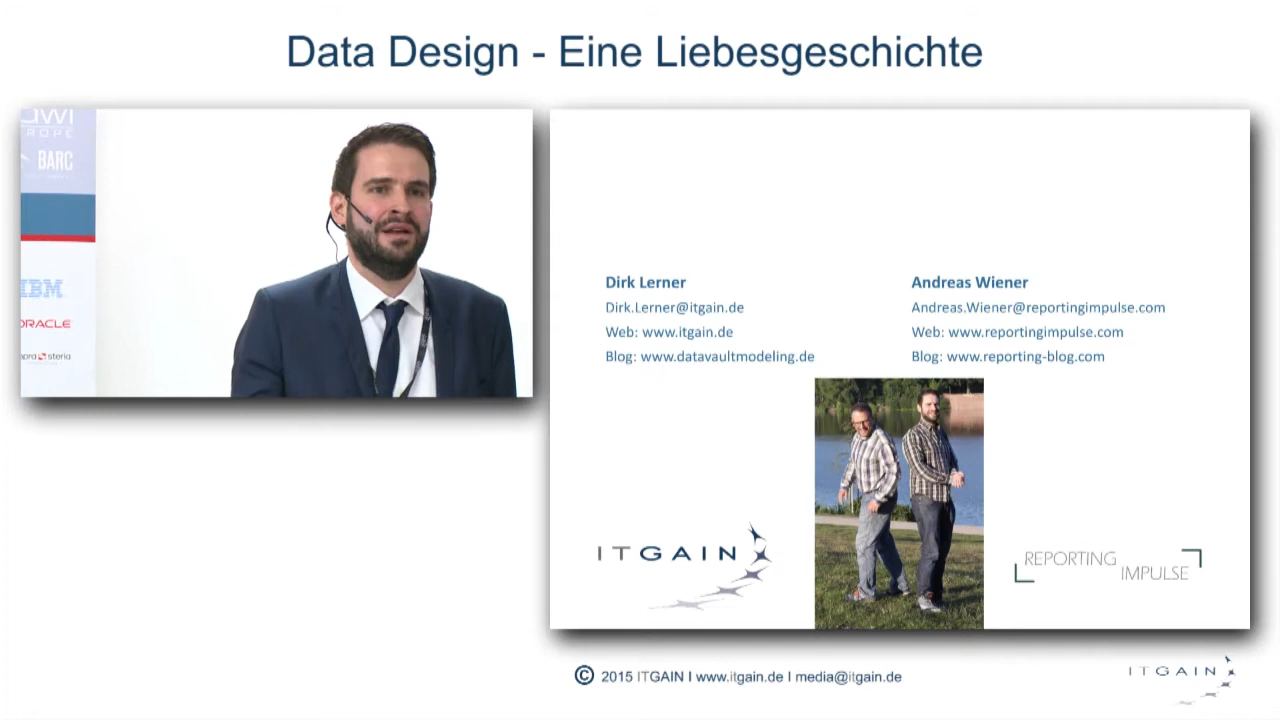 Data Design - Eine Liebesgeschichte
BARC
IBM
ORACLE
steria
Dirk Lerner
Dirk.Lerner@itgain.de
Web: www.itgain.de
Blog: www.datavaultmodeling.de
Andreas Wiener
Andreas.Wiener@reportingimpulse.com
Web: www.reportingimpulse.com
Blog: www.reporting-blog.com
ITGAIN
REPORTING
IMPULSE
© 2015 ITGAIN I www.itgain.de I media@itgain.de
ITGAIN